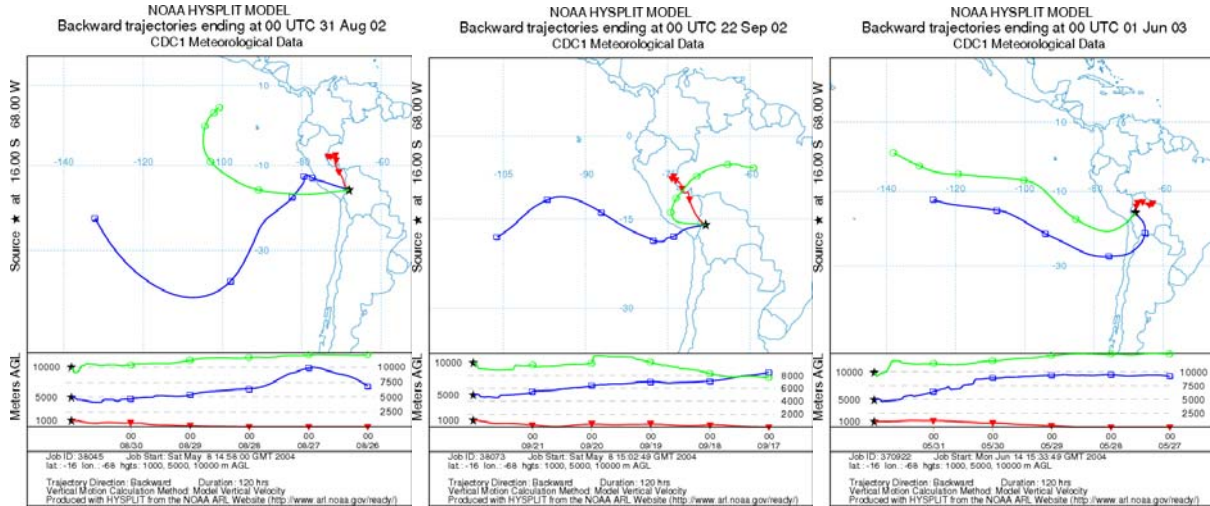 NOAA HYSPLIT MODEL
Backward trajectories ending at 00 UTC 31 Aug 02
CDC1 Meteorological Data
Source ★ at 16.00 S 68.00 W
10
-140
-120
-100
-80
-60
-10
-30
Meters AGL
10000
5000
1000
10000
7500
5000
2500
00 00 00 00 00
08/30 08/29 08/28 08/27 08/26
Job ID: 38045 Job Start: Sat May 8 14:58:00 GMT 2004
lat.: -16 lon.: -68 hgts: 1000, 5000, 10000 m AGL
Trajectory Direction: Backward Duration: 120 hrs
Vertical Motion Calculation Method: Model Vertical Velocity
Produced with HYSPLIT from the NOAA ARL Website (http://www.arl.noaa.gov/ready/)
NOAA HYSPLIT MODEL
Backward trajectories ending at 00 UTC 22 Sep 02
CDC1 Meteorological Data
Source ★ at 16.00 S 68.00 W
0
-105
-90
-60
-15
-30
Meters AGL
10000
5000
1000
8000
6000
4000
2000
00 00 00 00 00
09/21 09/20 09/19 09/18 09/17
Job ID: 38073 Job Start: Sat May 8 15:02:49 GMT 2004
lat.: -16 lon.: -68 hgts: 1000, 5000, 10000 m AGL
Trajectory Direction: Backward Duration: 120 hrs
Vertical Motion Calculation Method: Model Vertical Velocity
Produced with HYSPLIT from the NOAA ARL Website (http://www.arl.noaa.gov/ready/)
NOAA HYSPLIT MODEL
Backward trajectories ending at 00 UTC 01 Jun 03
CDC1 Meteorological Data
Source ★ at 16.00 S 68.00 W
10
-140
-120
-100
-80
-60
-10
-30
Meters AGL
10000
5000
1000
10000
7500
5000
2500
00 00 00 00 00
05/31 05/30 05/29 05/28 05/27
Job ID: 370922 Job Start: Mon Jun 14 15:33:49 GMT 2004
lat.: -16 lon.: -68 hgts: 1000, 5000, 10000 m AGL
Trajectory Direction: Backward Duration: 120 hrs
Vertical Motion Calculation Method: Model Vertical Velocity
Produced with HYSPLIT from the NOAA ARL Website (http://www.arl.noaa.gov/ready/)